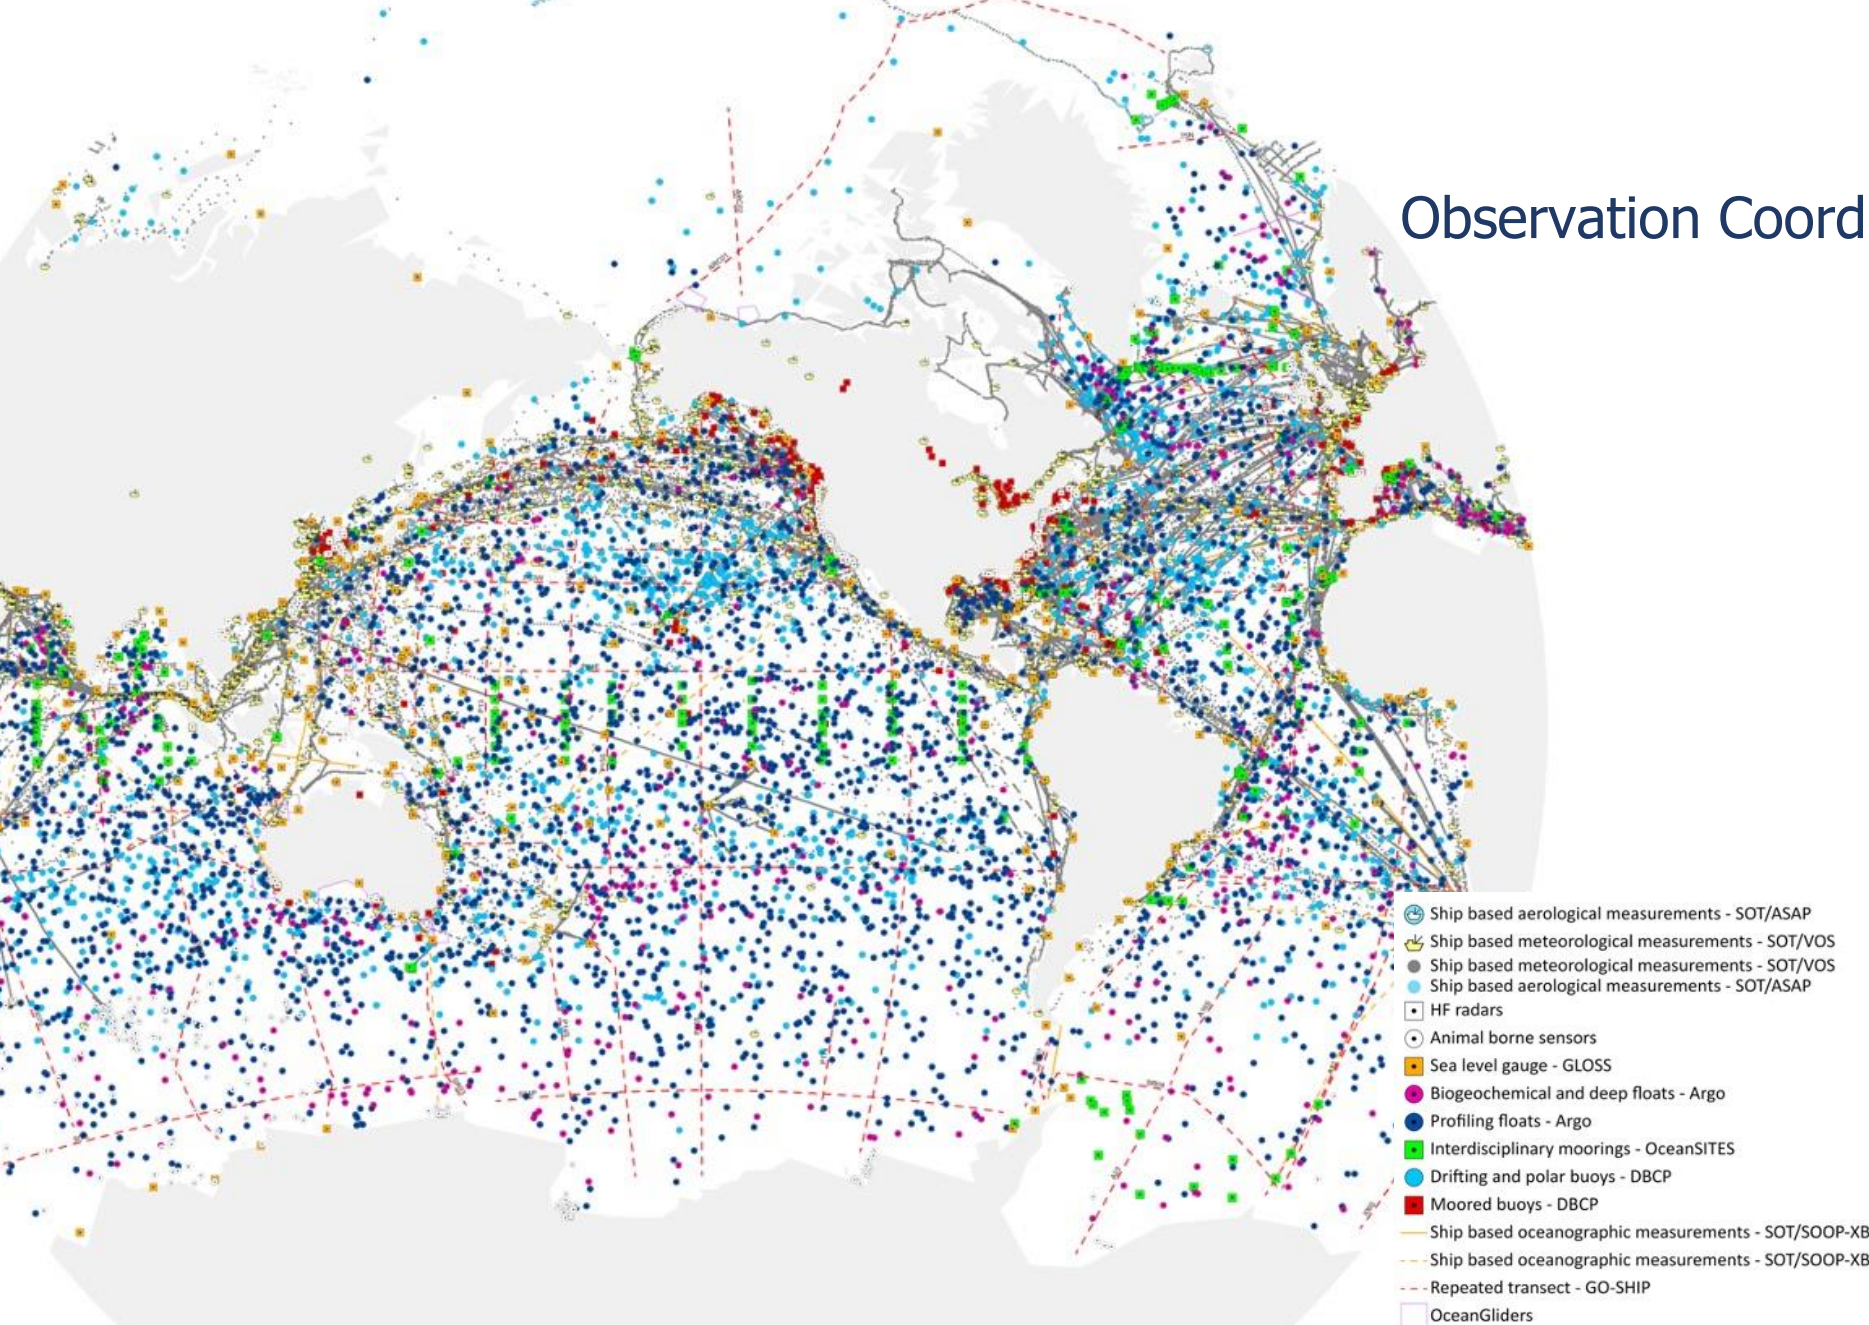 Observation Coord
Ship based aerological measurements - SOT/ASAP
Ship based meteorological measurements - SOT/VOS
Ship based meteorological measurements - SOT/VOS
Ship based aerological measurements - SOT/ASAP
HF radars
Animal borne sensors
Sea level gauge - GLOSS
Biogeochemical and deep floats - Argo
Profiling floats - Argo
Interdisciplinary moorings - OceanSITES
Drifting and polar buoys - DBCP
Moored buoys - DBCP
Ship based oceanographic measurements - SOT/SOOP-XB
Ship based oceanographic measurements - SOT/SOOP-XB
Repeated transect - GO-SHIP
OceanGliders